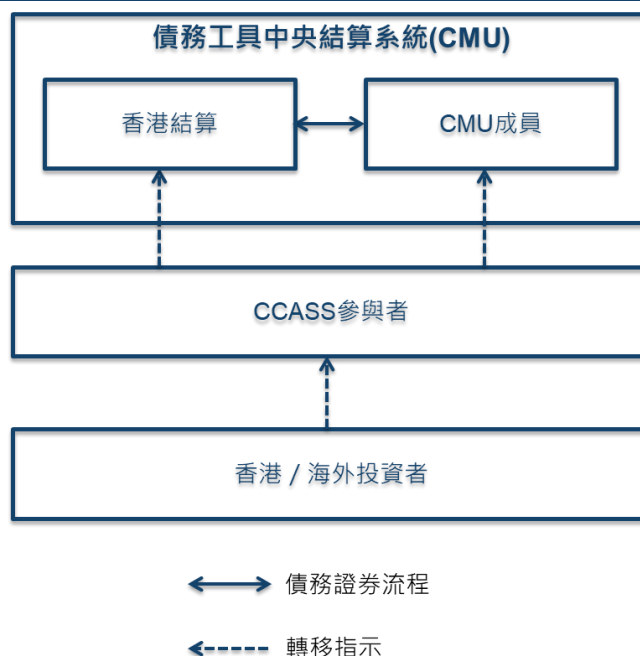 債務工具中央結算系統(CMU)
香港結算
CMU成員
CCASS參與者
香港 / 海外投資者
債務證券流程
轉移指示